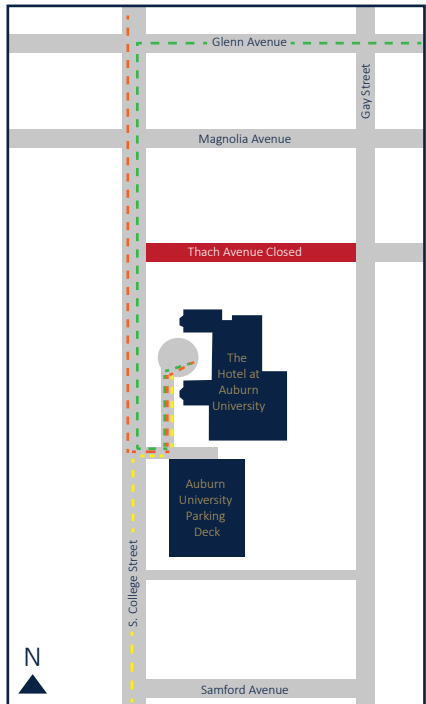 Glenn Avenue
Gay Street
Magnolia Avenue
Thach Avenue Closed
The
Hotel at
Auburn
University
Auburn
University
Parking
Deck
S. College Street
N
Samford Avenue